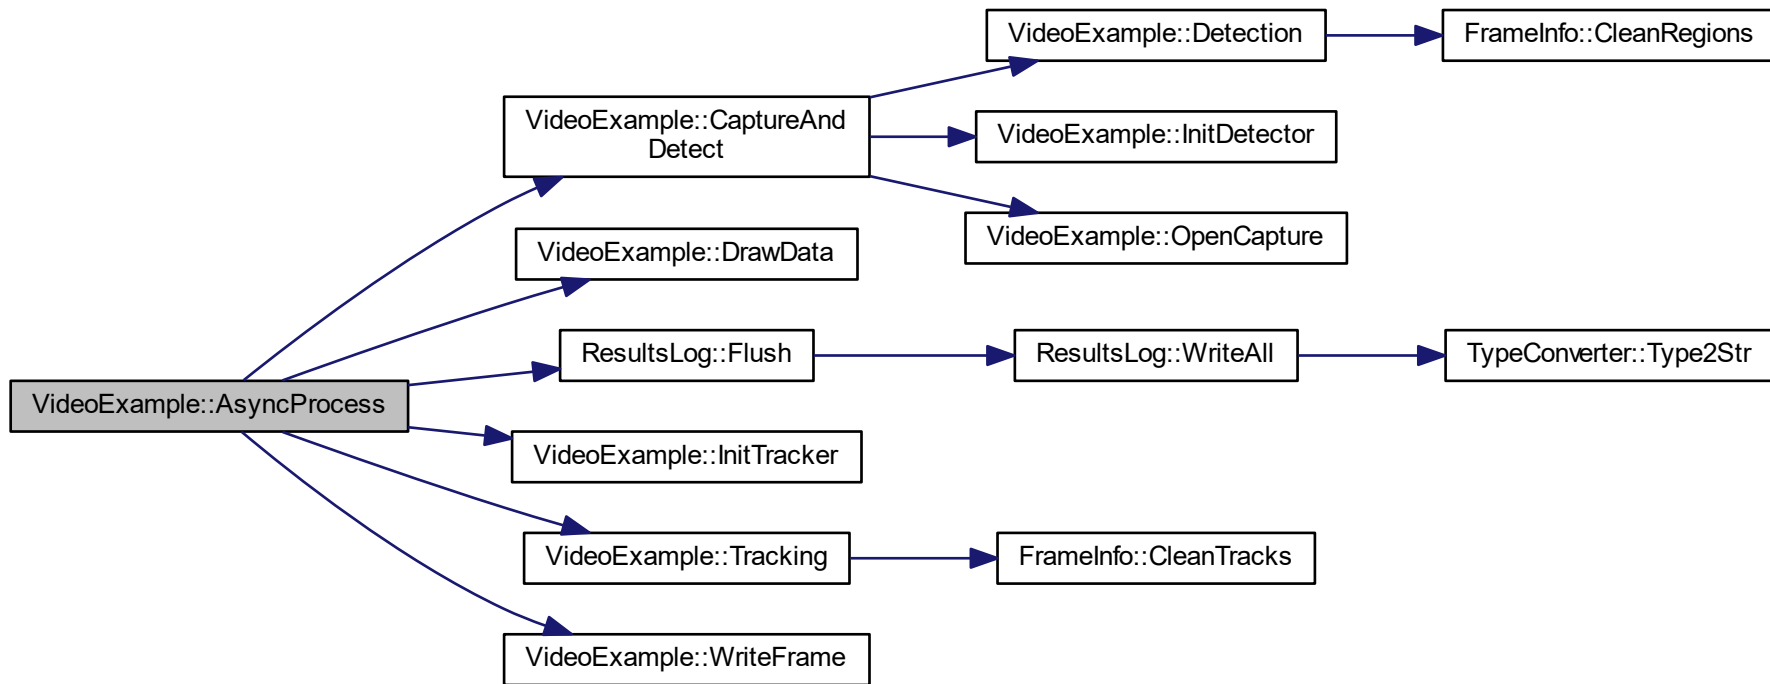 VideoExample::Detection
FrameInfo::CleanRegions
VideoExample::CaptureAnd
Detect
VideoExample::InitDetector
VideoExample::OpenCapture
VideoExample::DrawData
ResultsLog::Flush
ResultsLog::WriteAll
TypeConverter::Type2Str
VideoExample::AsyncProcess
VideoExample::InitTracker
VideoExample::Tracking
FrameInfo::CleanTracks
VideoExample::WriteFrame